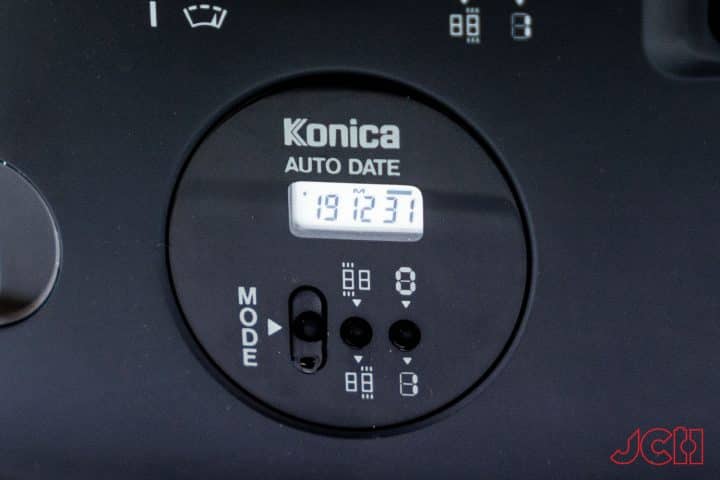 Konica
AUTO DATE
'19 M 12 31
MODE
JCH